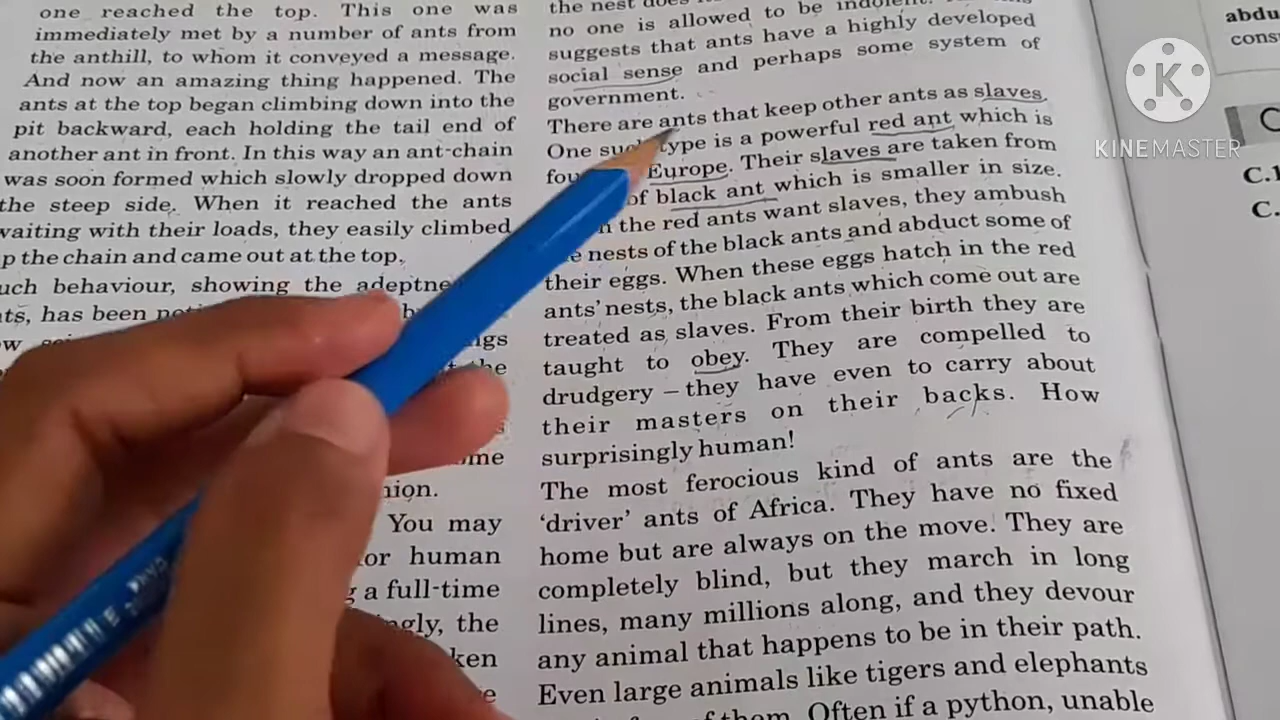 one reached the top. This one was
immediately met by a number of ants from
the anthill, to whom it conveyed a message.
And now an amazing thing happened. The
ants at the top began climbing down into the
pit backward, each holding the tail end of
another ant in front. In this way an ant-chain
was soon formed which slowly dropped down
the steep side. When it reached the ants
waiting with their loads, they easily climbed
p the chain and came out at the top.
uch behaviour, showing the adeptne
nts, has been
ngs
the
me
nion.
You may
or human
g a full-time
ngly, the
ken
the nest does
no one is allowed to be indolent.
suggests that ants have a highly developed
social sense and perhaps some system of
government.
There are ants that keep other ants as slaves.
One such type is a powerful red ant which is
fou Europe. Their slaves are taken from
of black ant which is smaller in size.
n the red ants want slaves, they ambush
e nests of the black ants and abduct some of
their eggs. When these eggs hatch in the red
ants' nests, the black ants which come out are
treated as slaves. From their birth they are
taught to obey. They are compelled to
drudgery – they have even to carry about
their masters on their backs. How
surprisingly human!
The most ferocious kind of ants are the
'driver' ants of Africa. They have no fixed
home but are always on the move. They are
completely blind, but they march in long
lines, many millions along, and they devour
any animal that happens to be in their path.
Even large animals like tigers and elephants
of them. Often if a python, unable
abdu
cons
C
C.1
C.
K
KINEMASTER